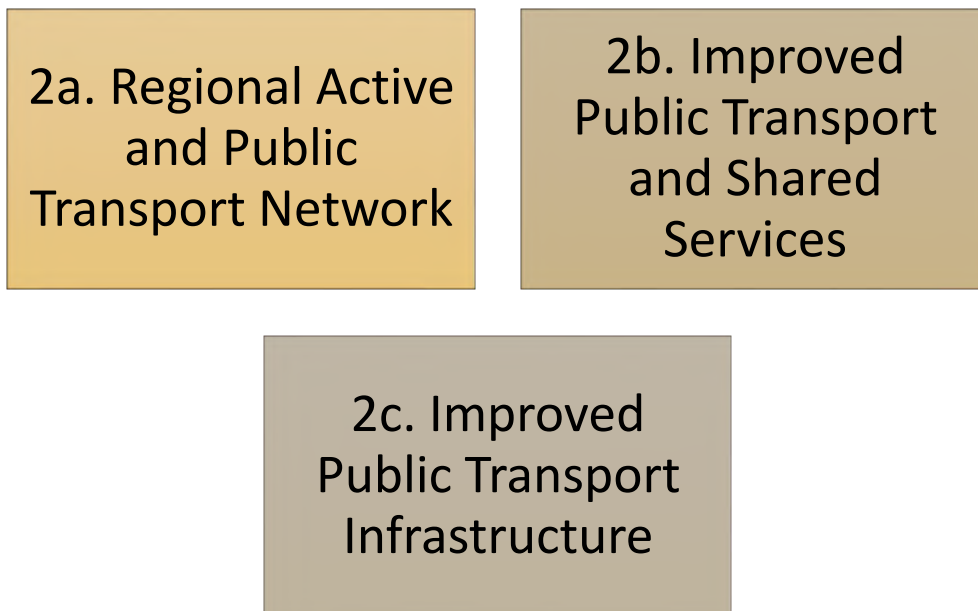 2a. Regional Active
and Public
Transport Network
2b. Improved
Public Transport
and Shared
Services
2c. Improved
Public Transport
Infrastructure